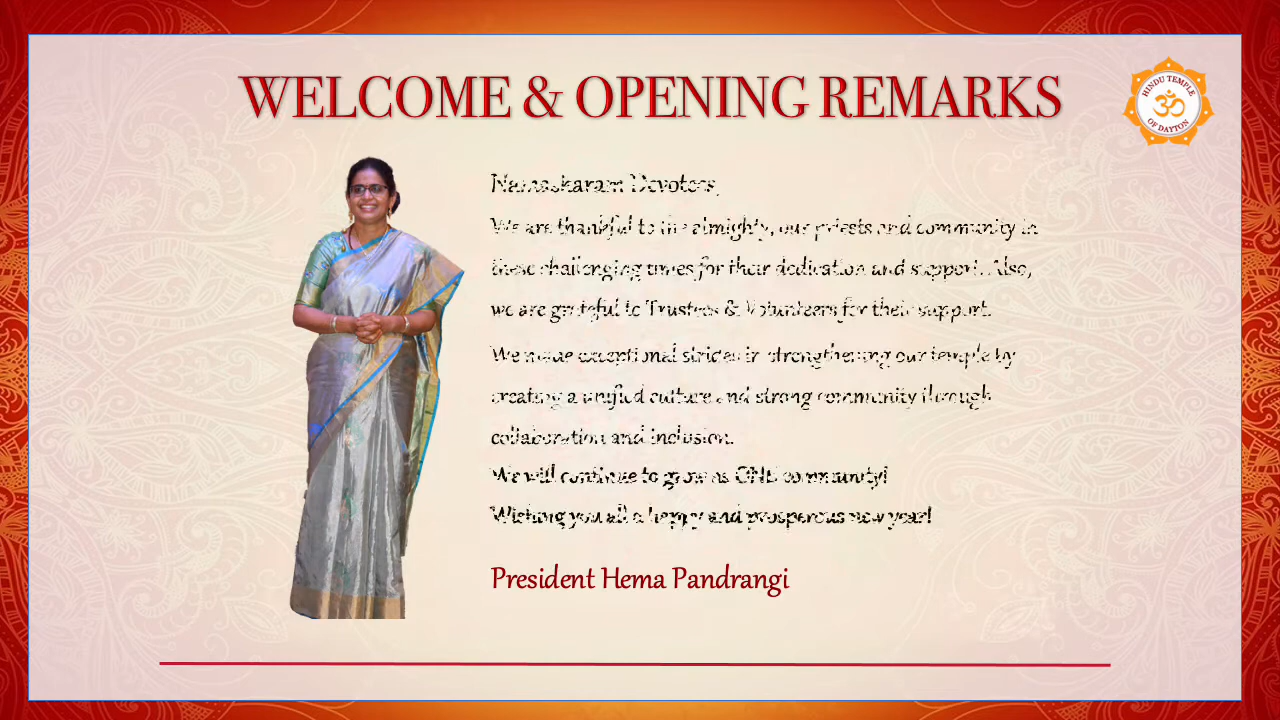 WELCOME & OPENING REMARKS
HINDU TEMPLE
OF DAYTON
ॐ
Namaskaram Devotees,
We are thankful to the almighty, our priests and community in
these challenging times for their dedication and support. Also,
we are grateful to Trustees & Volunteers for their support.
We made exceptional strides in strengthening our temple by
creating a unified culture and strong community through
collaboration and inclusion.
We will continue to grow as ONE community!
Wishing you all a happy and prosperous new year!
President Hema Pandrangi